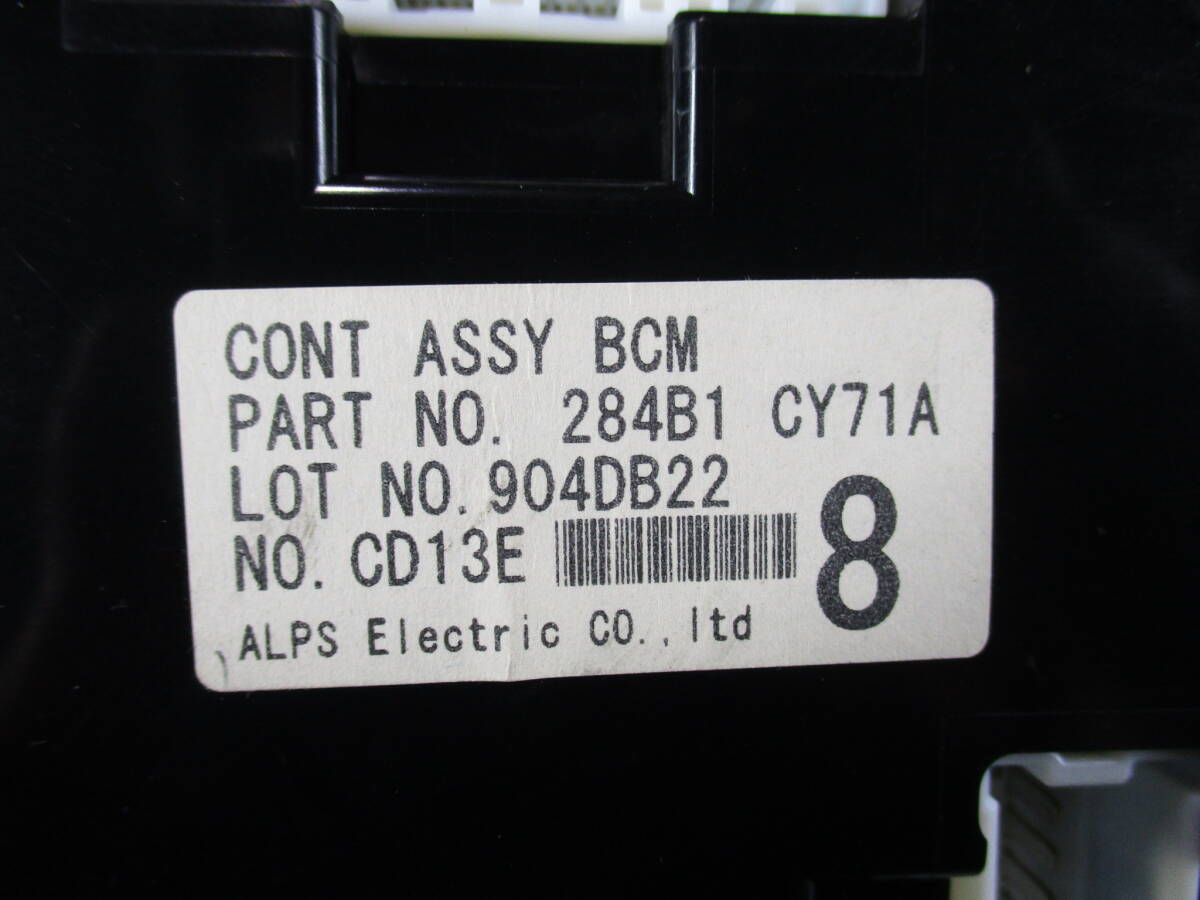 CONT ASSY BCM
PART NO. 284B1 CY71A
LOT NO. 904DB22
NO. CD13E
8
ALPS Electric CO., ltd